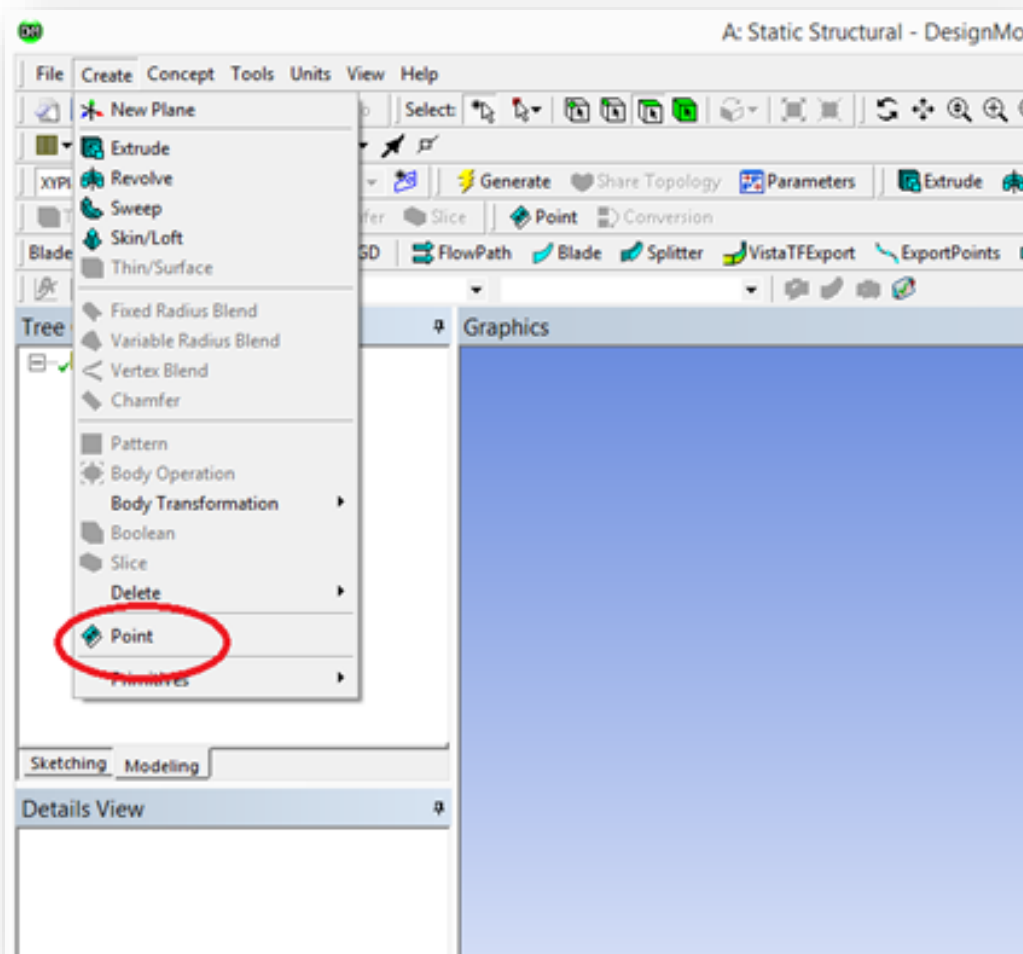 A: Static Structural - DesignMo
File Create Concept Tools Units View Help
Select:
New Plane
Extrude
Revolve
Sweep
Skin/Loft
Thin/Surface
Fixed Radius Blend
Variable Radius Blend
Vertex Blend
Chamfer
Pattern
Body Operation
Body Transformation
Boolean
Slice
Delete
Point
Primitives
XYPl
Generate Share Topology Parameters Extrude
Slice Point Conversion
Blade GD FlowPath Blade Splitter VistaTFExport ExportPoints
Tree
Graphics
Sketching Modeling
Details View